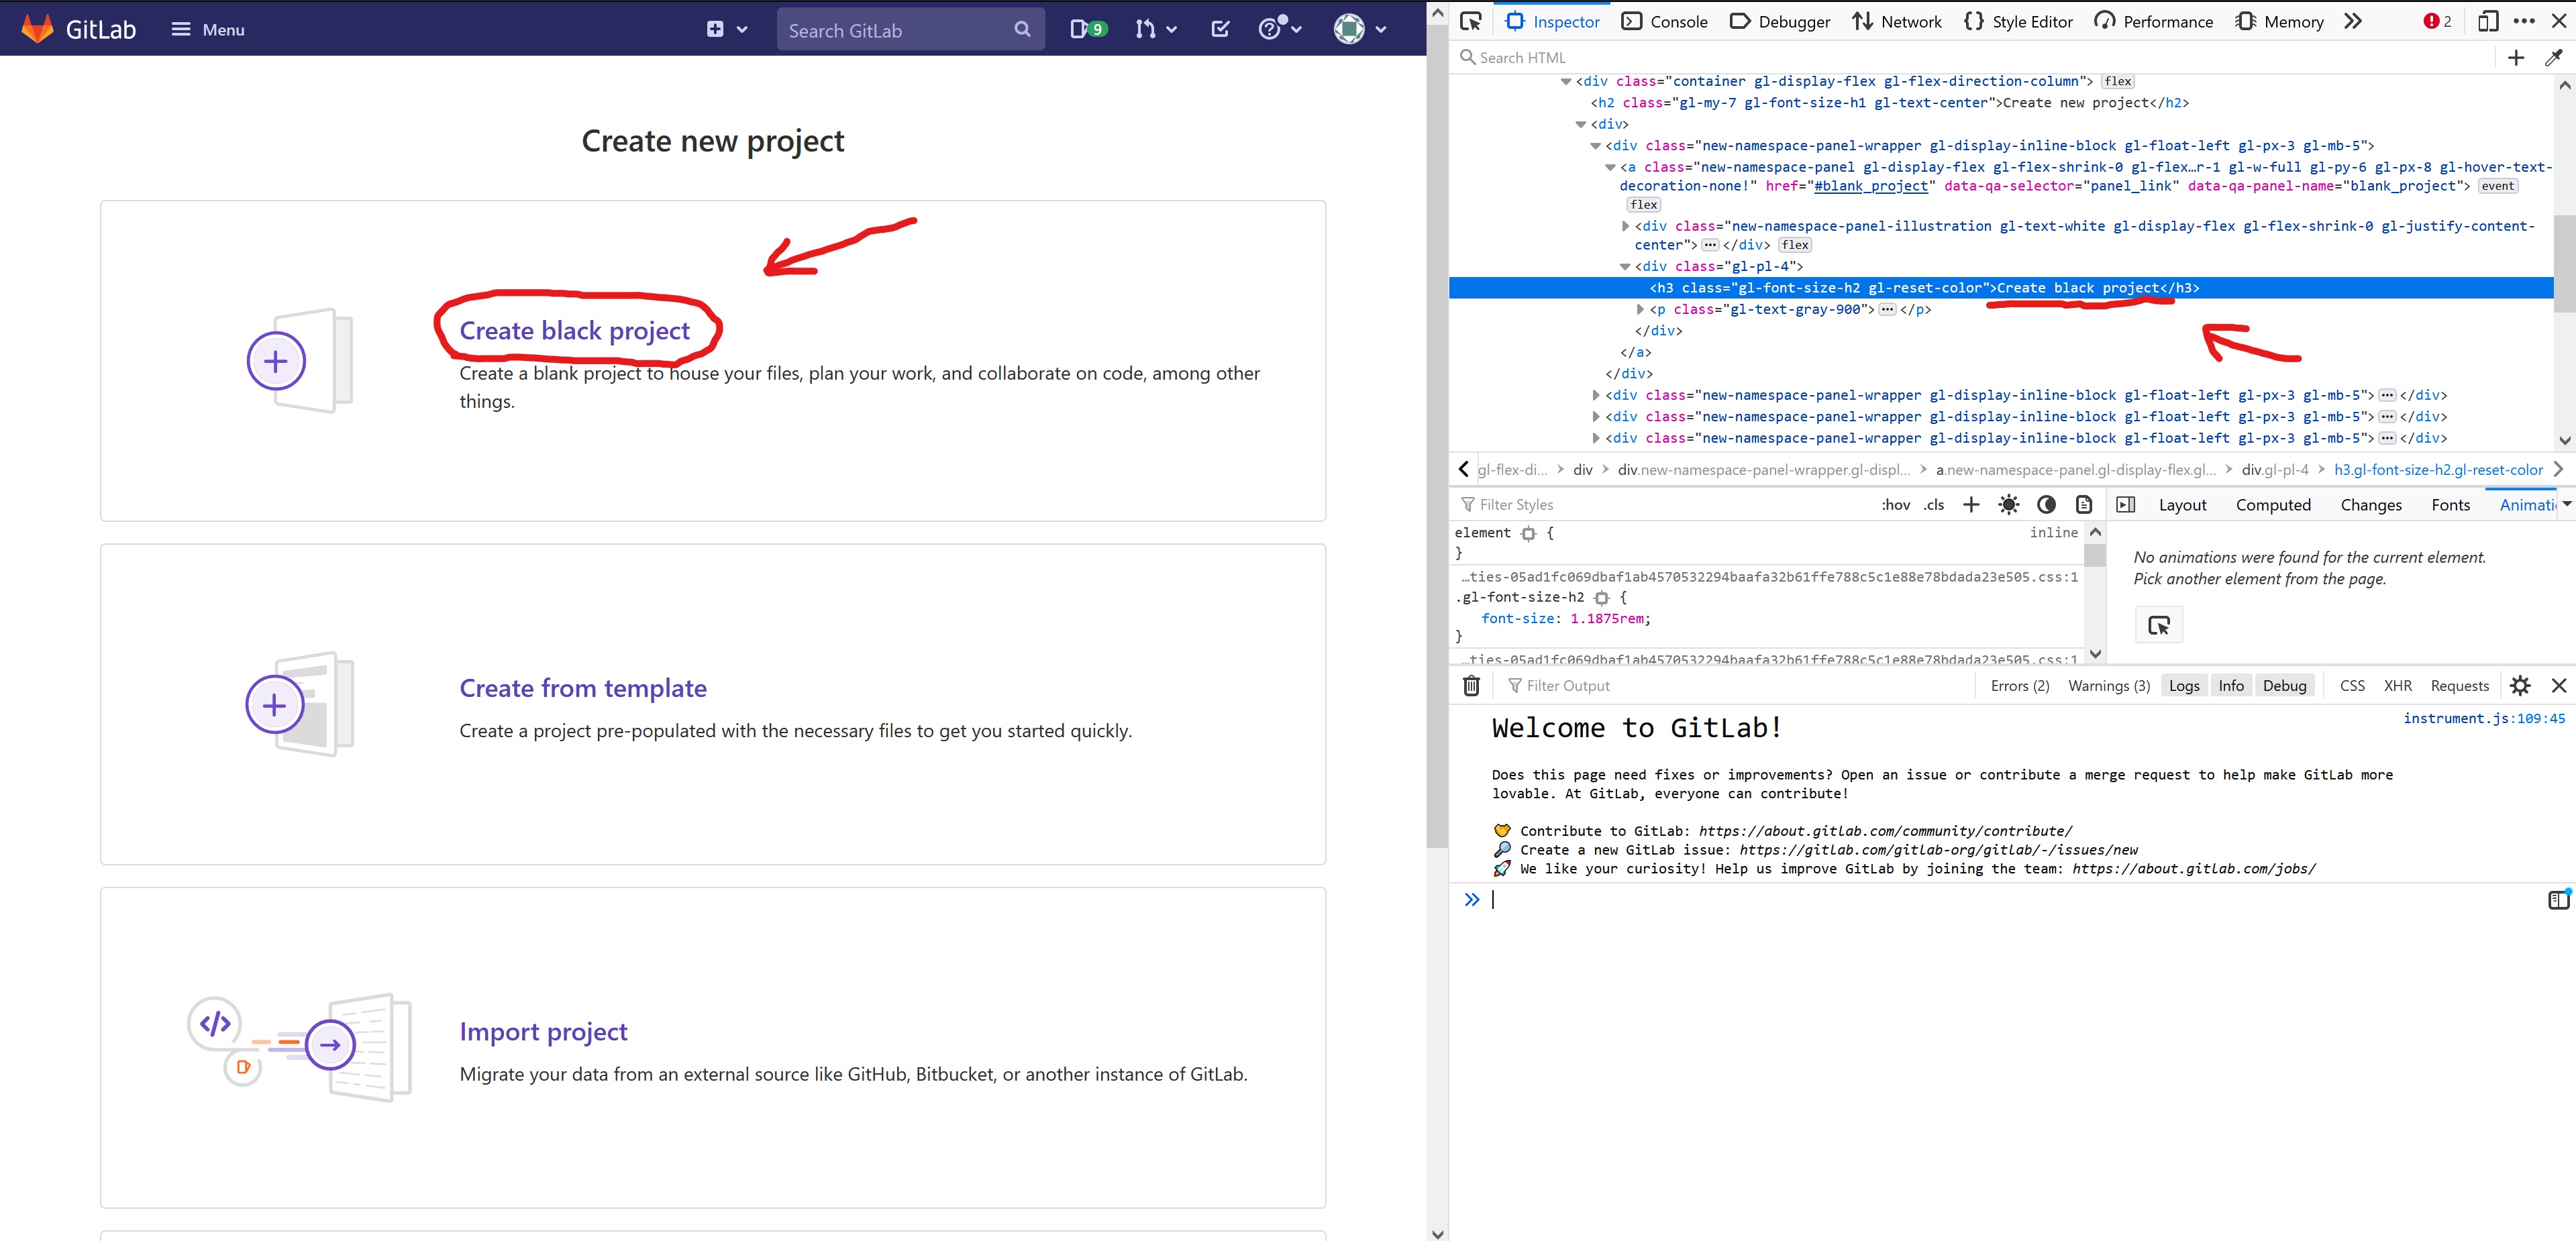 GitLab
Menu
Search GitLab
9
Create new project
Create black project
Create a blank project to house your files, plan your work, and collaborate on code, among other
things.
Create from template
Create a project pre-populated with the necessary files to get you started quickly.
Import project
Migrate your data from an external source like GitHub, Bitbucket, or another instance of GitLab.
Inspector Console Debugger Network {} Style Editor Performance Memory 2
Search HTML
<div class="container gl-display-flex gl-flex-direction-column"> flex
<h2 class="gl-my-7 gl-font-size-h1 gl-text-center">Create new project</h2>
<div>
<div class="new-namespace-panel-wrapper gl-display-inline-block gl-float-left gl-px-3 gl-mb-5">
<a class="new-namespace-panel gl-display-flex gl-flex-shrink-0 gl-flex…r-1 gl-w-full gl-py-6 gl-px-8 gl-hover-text-
decoration-none!" href="#blank_project" data-qa-selector="panel_link" data-qa-panel-name="blank_project"> event
flex
<div class="new-namespace-panel-illustration gl-text-white gl-display-flex gl-flex-shrink-0 gl-justify-content-
center"> ••• </div> flex
<div class="gl-pl-4">
<h3 class="gl-font-size-h2 gl-reset-color">Create black project</h3>
<p class="gl-text-gray-900"> ••• </p>
</div>
</a>
</div>
<div class="new-namespace-panel-wrapper gl-display-inline-block gl-float-left gl-px-3 gl-mb-5"> ••• </div>
<div class="new-namespace-panel-wrapper gl-display-inline-block gl-float-left gl-px-3 gl-mb-5"> ••• </div>
<div class="new-namespace-panel-wrapper gl-display-inline-block gl-float-left gl-px-3 gl-mb-5"> ••• </div>
gl-flex-di… > div > div.new-namespace-panel-wrapper.gl-displ… > a.new-namespace-panel.gl-display-flex.gl… > div.gl-pl-4 > h3.gl-font-size-h2.gl-reset-color
Filter Styles :hov .cls + Layout Computed Changes Fonts Animati
element { inline
}
…ties-05ad1fc069dbaf1ab4570532294baafa32b61ffe788c5c1e88e78bdada23e505.css:1
.gl-font-size-h2 {
font-size: 1.1875rem;
}
…ties-05ad1fc069dbaf1ab4570532294baafa32b61ffe788c5c1e88e78bdada23e505.css:1
No animations were found for the current element.
Pick another element from the page.
Filter Output Errors (2) Warnings (3) Logs Info Debug CSS XHR Requests
Welcome to GitLab! instrument.js:109:45
Does this page need fixes or improvements? Open an issue or contribute a merge request to help make GitLab more
lovable. At GitLab, everyone can contribute!
🤝 Contribute to GitLab: https://about.gitlab.com/community/contribute/
🔎 Create a new GitLab issue: https://gitlab.com/gitlab-org/gitlab/-/issues/new
🚀 We like your curiosity! Help us improve GitLab by joining the team: https://about.gitlab.com/jobs/